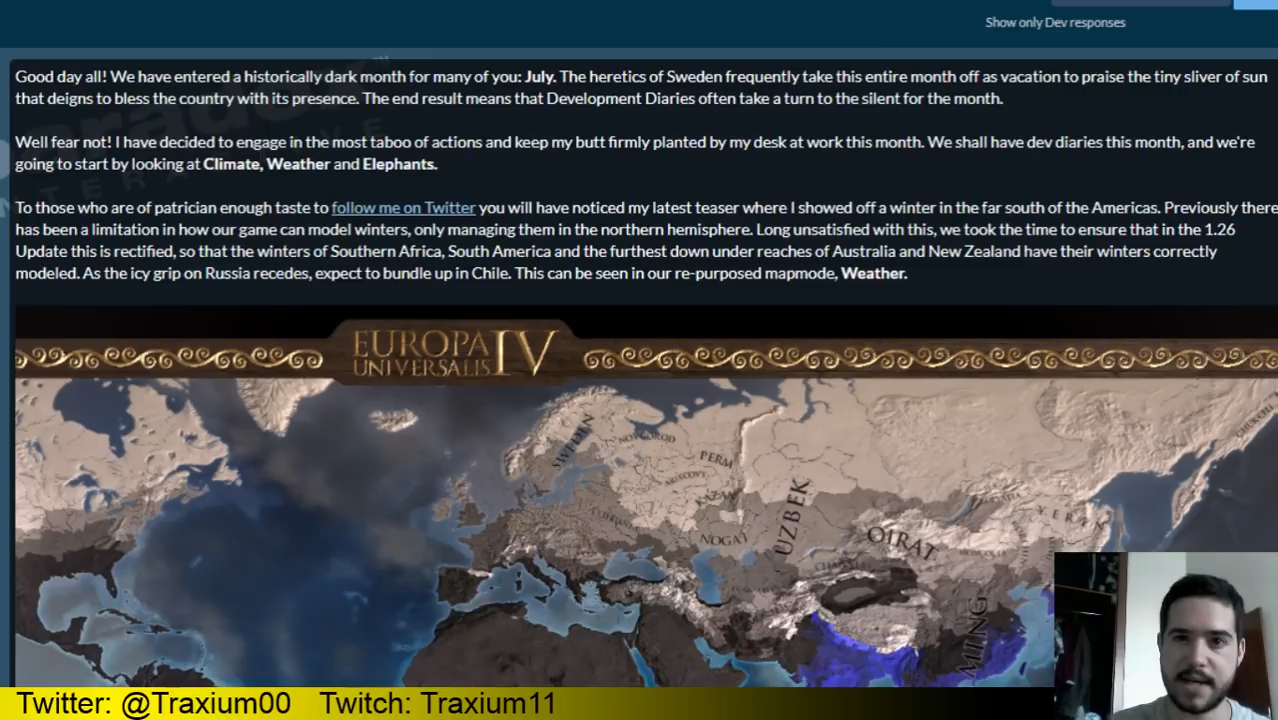 Show only Dev responses
Good day all! We have entered a historically dark month for many of you: July. The heretics of Sweden frequently take this entire month off as vacation to praise the tiny sliver of sun
that deigns to bless the country with its presence. The end result means that Development Diaries often take a turn to the silent for the month.
Well fear not! I have decided to engage in the most taboo of actions and keep my butt firmly planted by my desk at work this month. We shall have dev diaries this month, and we're
going to start by looking at Climate, Weather and Elephants.
To those who are of patrician enough taste to follow me on Twitter you will have noticed my latest teaser where I showed off a winter in the far south of the Americas. Previously there
has been a limitation in how our game can model winters, only managing them in the northern hemisphere. Long unsatisfied with this, we took the time to ensure that in the 1.26
Update this is rectified, so that the winters of Southern Africa, South America and the furthest down under reaches of Australia and New Zealand have their winters correctly
modeled. As the icy grip on Russia recedes, expect to bundle up in Chile. This can be seen in our re-purposed mapmode, Weather.
EUROPA
UNIVERSALIS IV
SWEDEN
NOVGOROD
PERM
MUSCOVY
KAZAN
NOGAY
UZBEK
OIRAT
YEREN
MING
Twitter: @Traxium00 Twitch: Traxium11